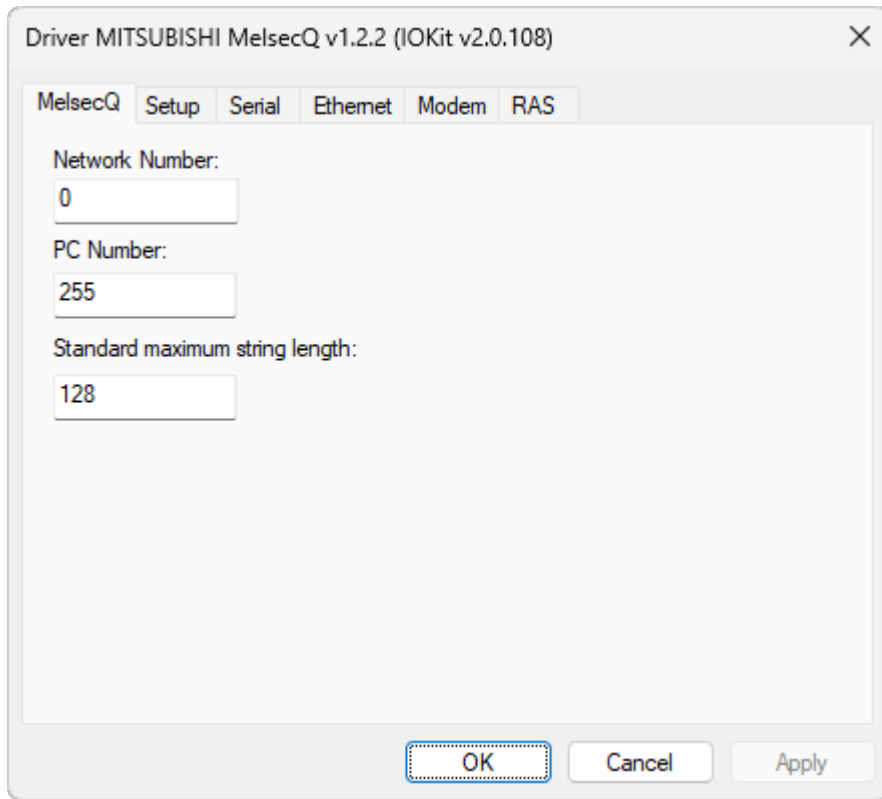 Driver MITSUBISHI MelsecQ v1.2.2 (IOKit v2.0.108)
MelsecQ Setup Serial Ethernet Modem RAS
Network Number:
0
PC Number:
255
Standard maximum string length:
128
OK Cancel Apply